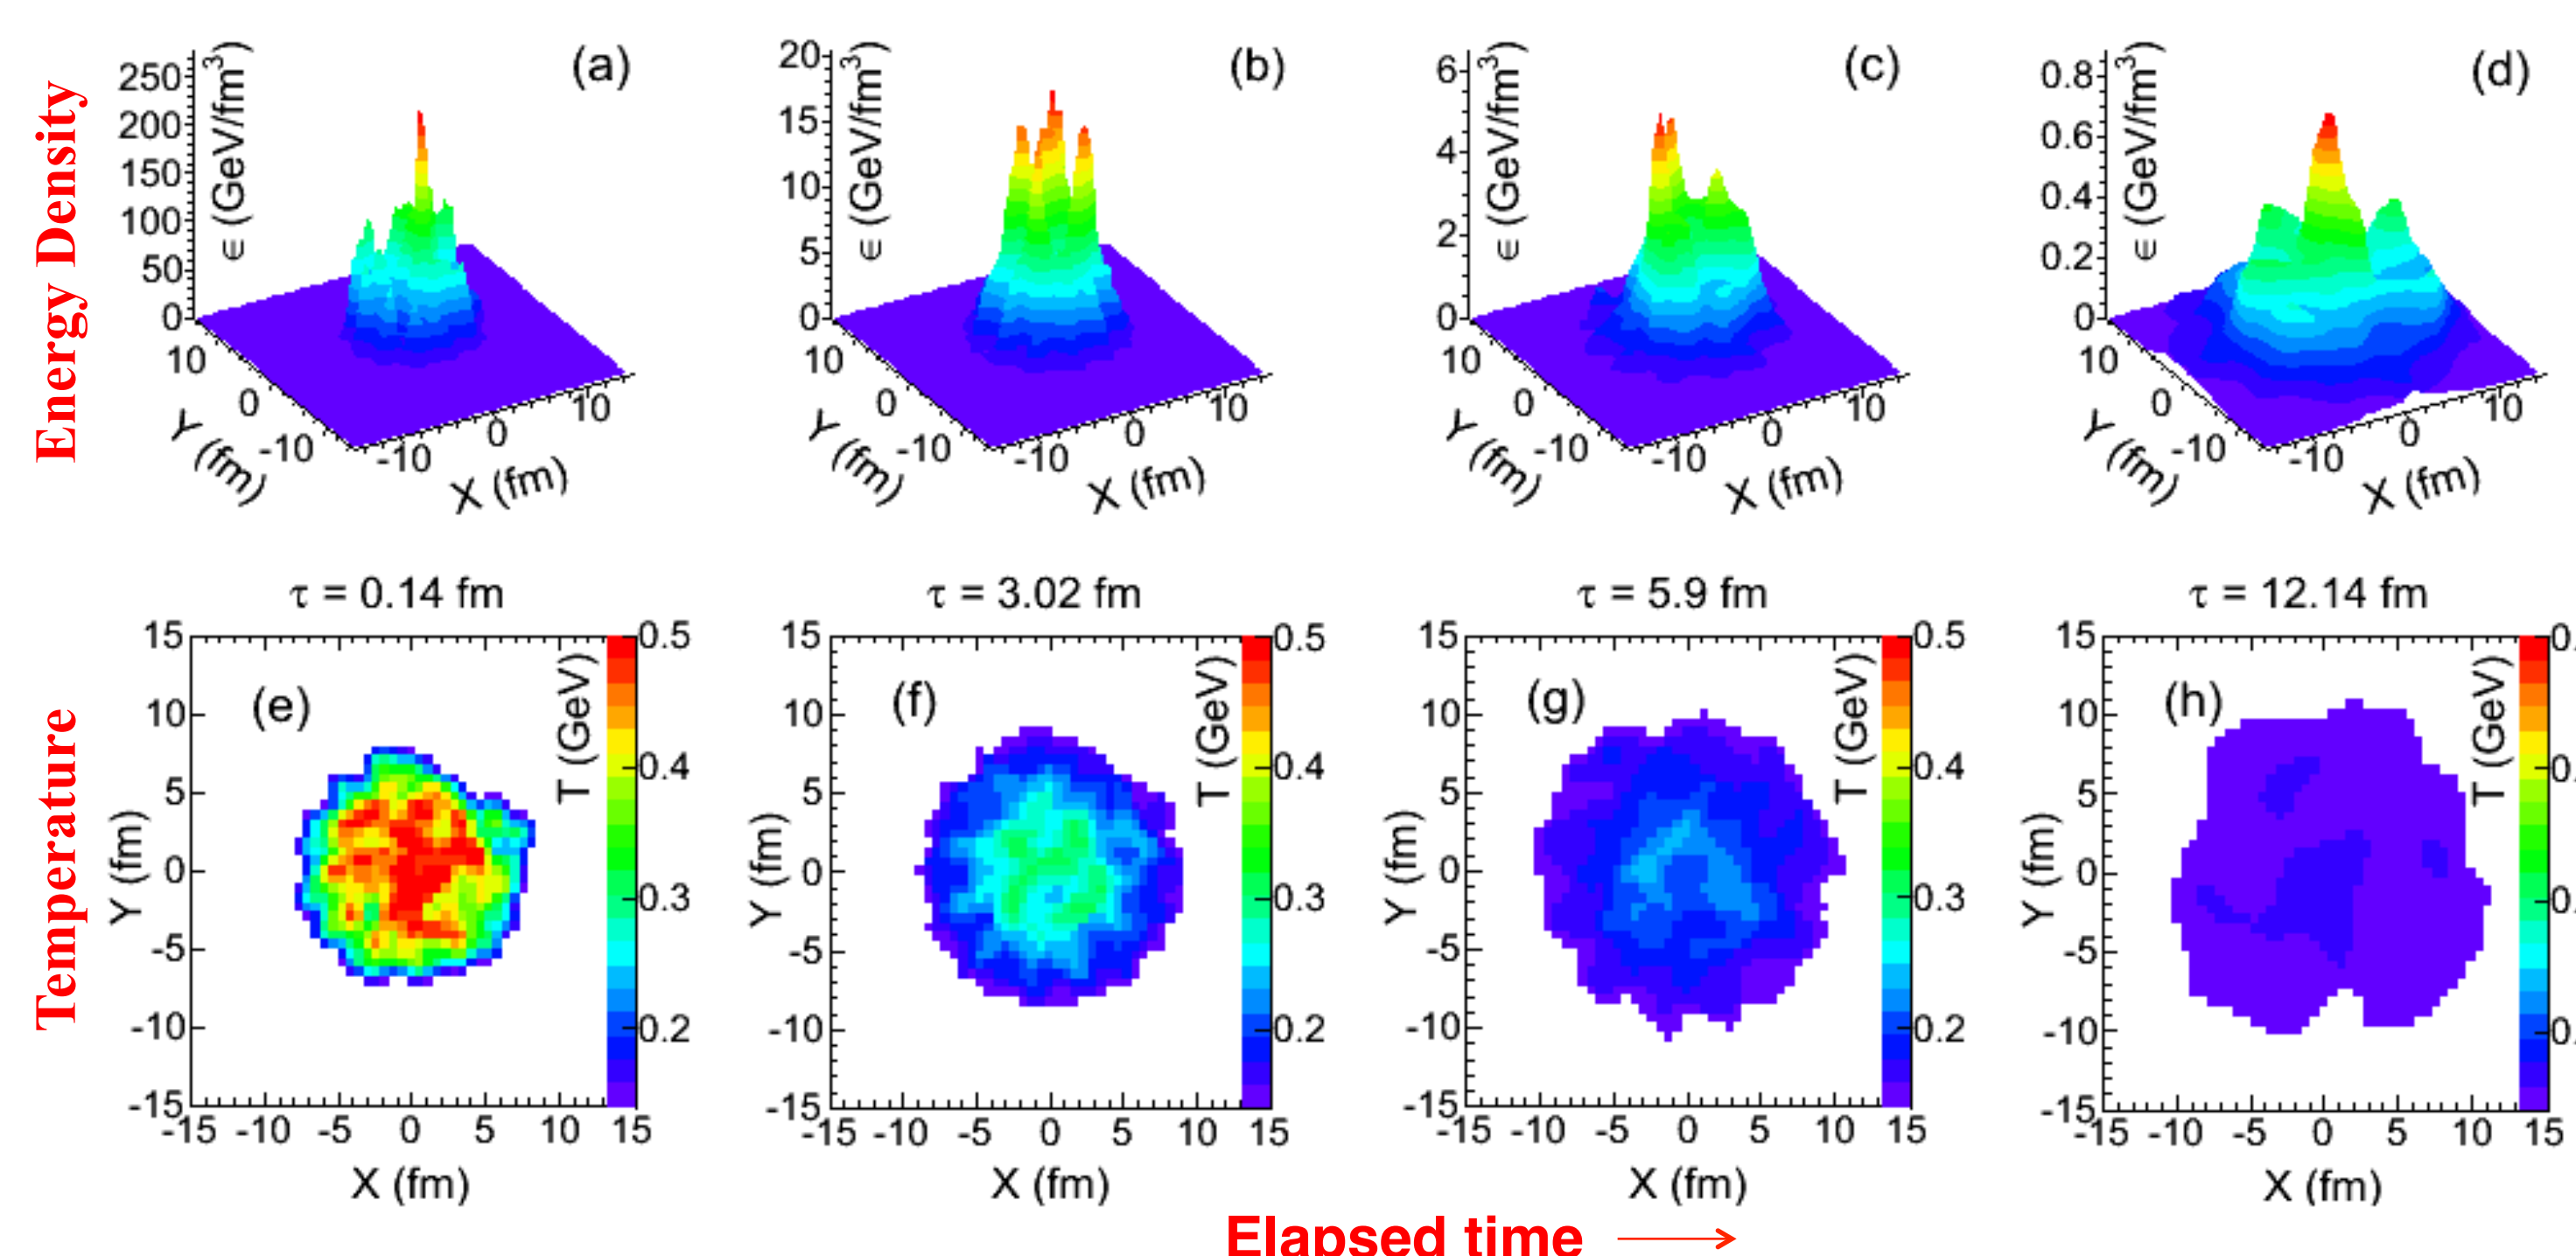 Energy Density
(a)
ϵ (GeV/fm³)
250
200
150
100
50
0
10
0
-10
Y (fm)
-10
0
10
X (fm)
(b)
ϵ (GeV/fm³)
20
15
10
5
0
10
0
-10
Y (fm)
-10
0
10
X (fm)
(c)
ϵ (GeV/fm³)
6
4
2
0
10
0
-10
Y (fm)
-10
0
10
X (fm)
(d)
ϵ (GeV/fm³)
0.8
0.6
0.4
0.2
0
10
0
-10
Y (fm)
-10
0
10
X (fm)
Temperature
τ = 0.14 fm
(e)
T (GeV)
0.5
0.4
0.3
0.2
15
10
5
0
-5
-10
-15
Y (fm)
-15 -10 -5 0 5 10 15
X (fm)
τ = 3.02 fm
(f)
T (GeV)
0.5
0.4
0.3
0.2
15
10
5
0
-5
-10
-15
Y (fm)
-15 -10 -5 0 5 10 15
X (fm)
τ = 5.9 fm
(g)
T (GeV)
0.5
0.4
0.3
0.2
15
10
5
0
-5
-10
-15
Y (fm)
-15 -10 -5 0 5 10 15
X (fm)
τ = 12.14 fm
(h)
T (GeV)
15
10
5
0
-5
-10
-15
Y (fm)
-15 -10 -5 0 5 10 15
X (fm)
Elapsed time →